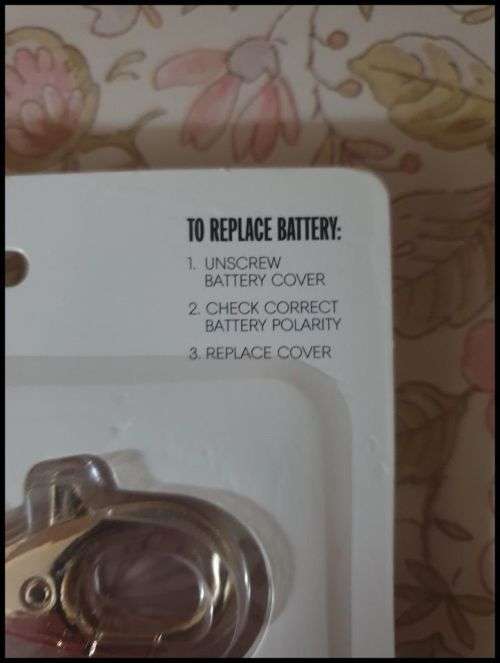 TO REPLACE BATTERY:
1. UNSCREW
BATTERY COVER
2. CHECK CORRECT
BATTERY POLARITY
3. REPLACE COVER